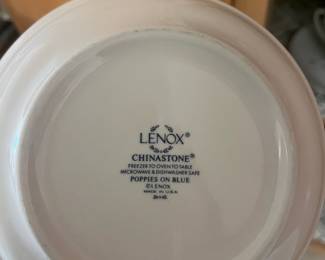 LENOX®
CHINASTONE®
FREEZER TO OVEN TO TABLE
MICROWAVE & DISHWASHER SAFE
POPPIES ON BLUE
©LENOX
MADE IN U.S.A.